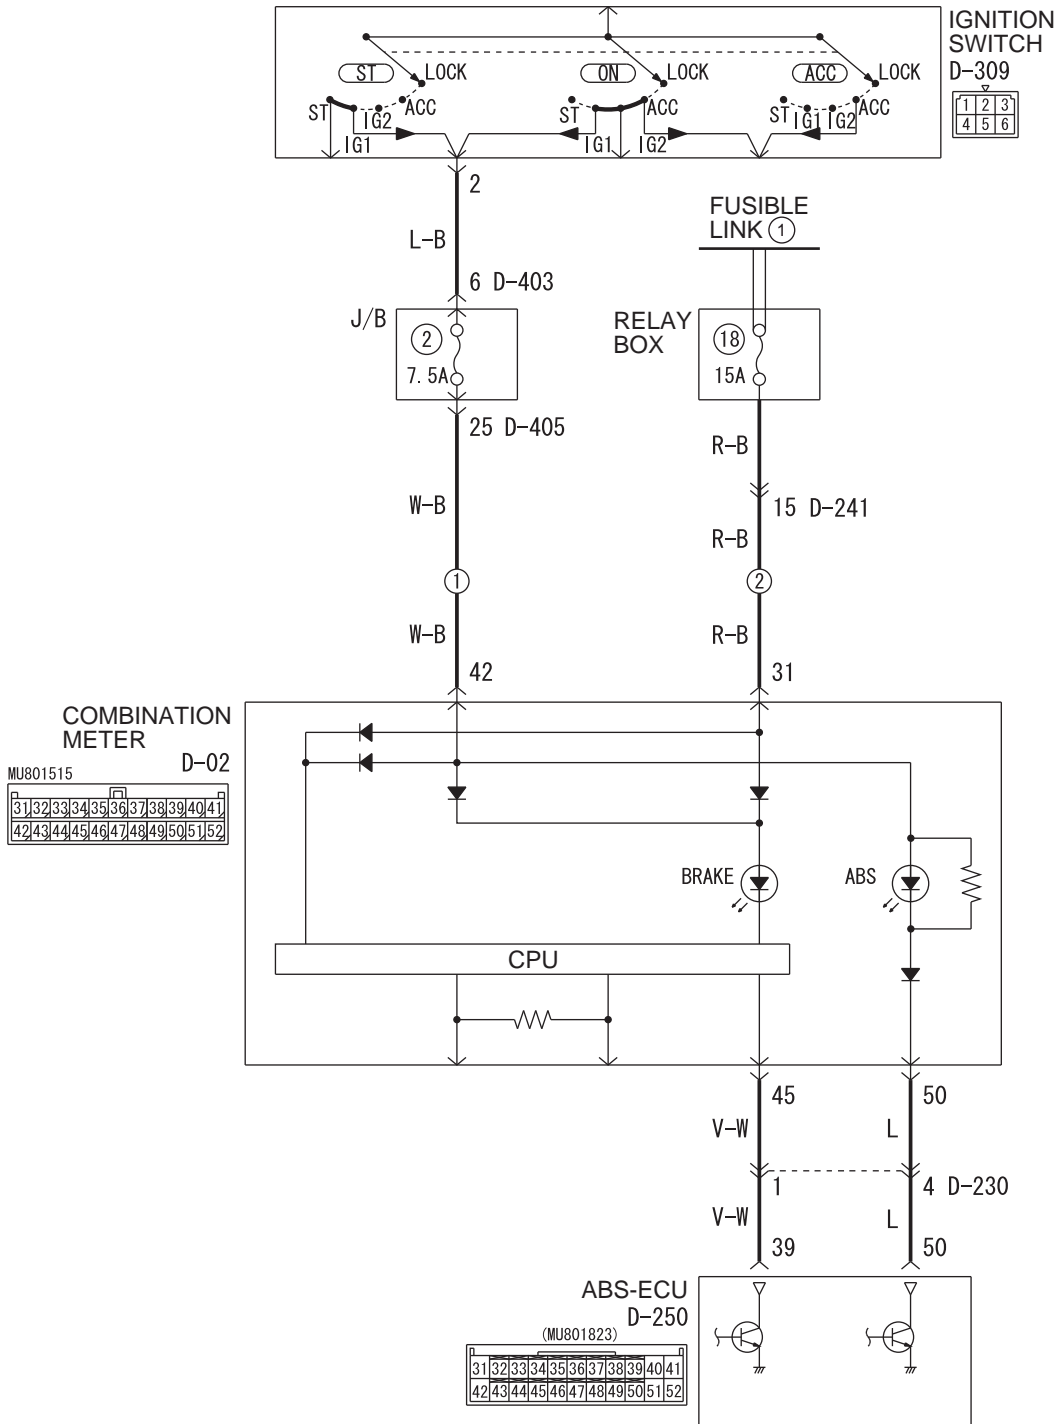 IGNITION
SWITCH
D-309
1 2 3
4 5 6
ST LOCK
ST IG1 IG2 ACC
ON LOCK
ST IG1 IG2 ACC
ACC LOCK
ST IG1 IG2 ACC
2
L-B
6 D-403
J/B
2
7.5A
25 D-405
W-B
1
W-B
42
FUSIBLE
LINK 1
RELAY
BOX
18
15A
R-B
15 D-241
R-B
2
R-B
31
COMBINATION
METER
D-02
MU801515
31 32 33 34 35 36 37 38 39 40 41
42 43 44 45 46 47 48 49 50 51 52
BRAKE
ABS
CPU
45
50
V-W
L
1
4 D-230
V-W
L
39
50
ABS-ECU
D-250
(MU801823)
31 32 33 34 35 36 37 38 39 40 41
42 43 44 45 46 47 48 49 50 51 52